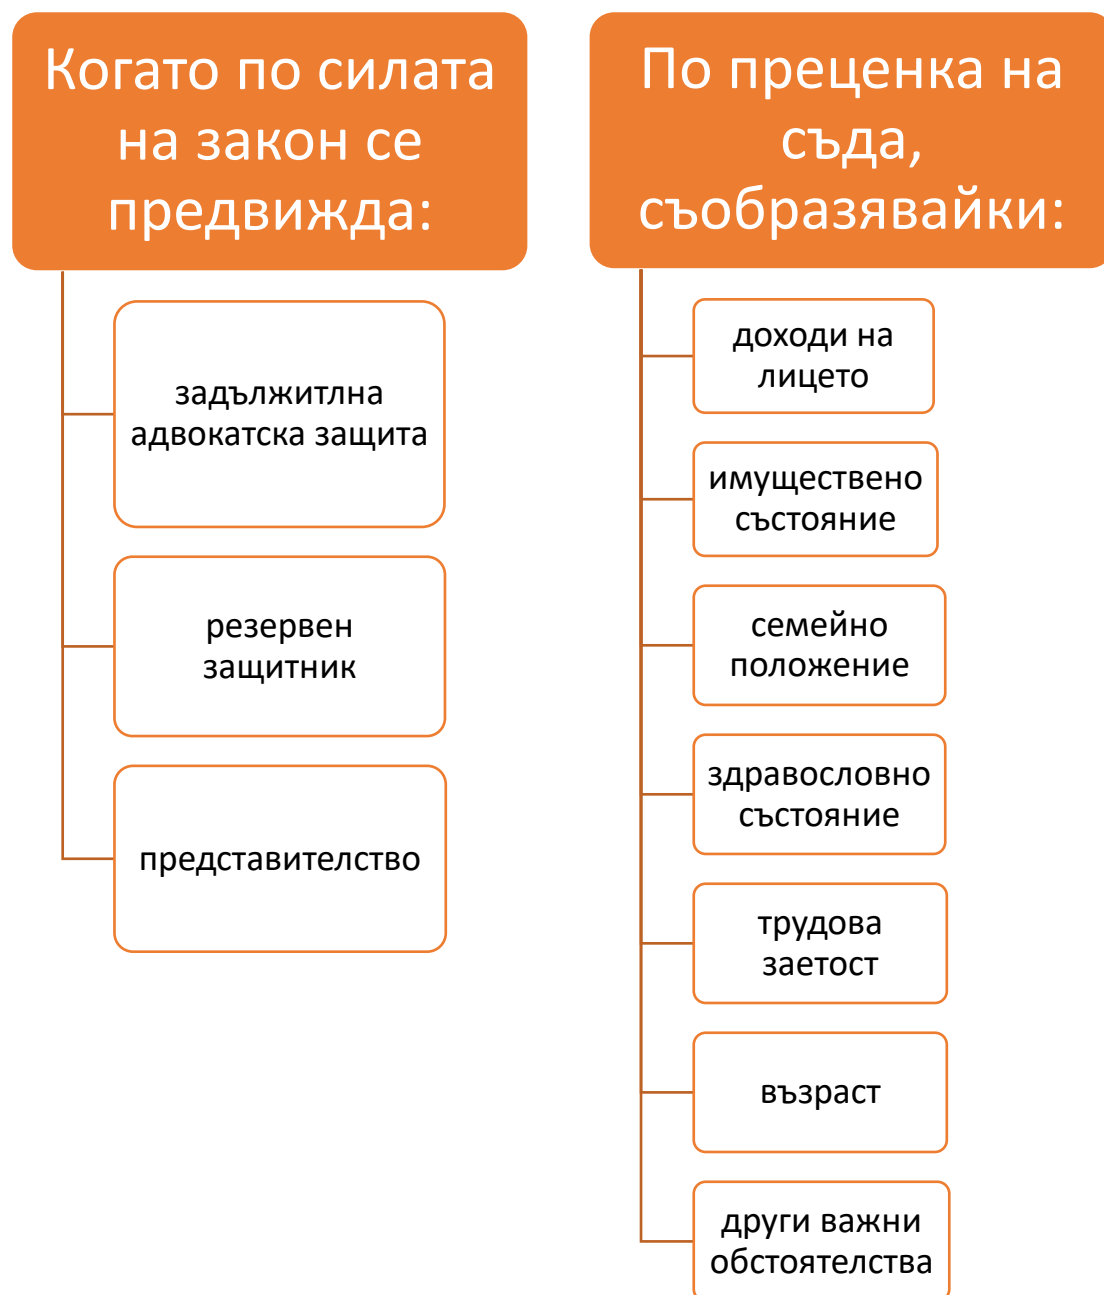 Когато по силата
на закон се
предвижда:
задължитлна
адвокатска защита
резервен
защитник
представителство
По преценка на
съда,
съобразявайки:
доходи на
лицето
имуществено
състояние
семейно
положение
здравословно
състояние
трудова
заетост
възраст
други важни
обстоятелства